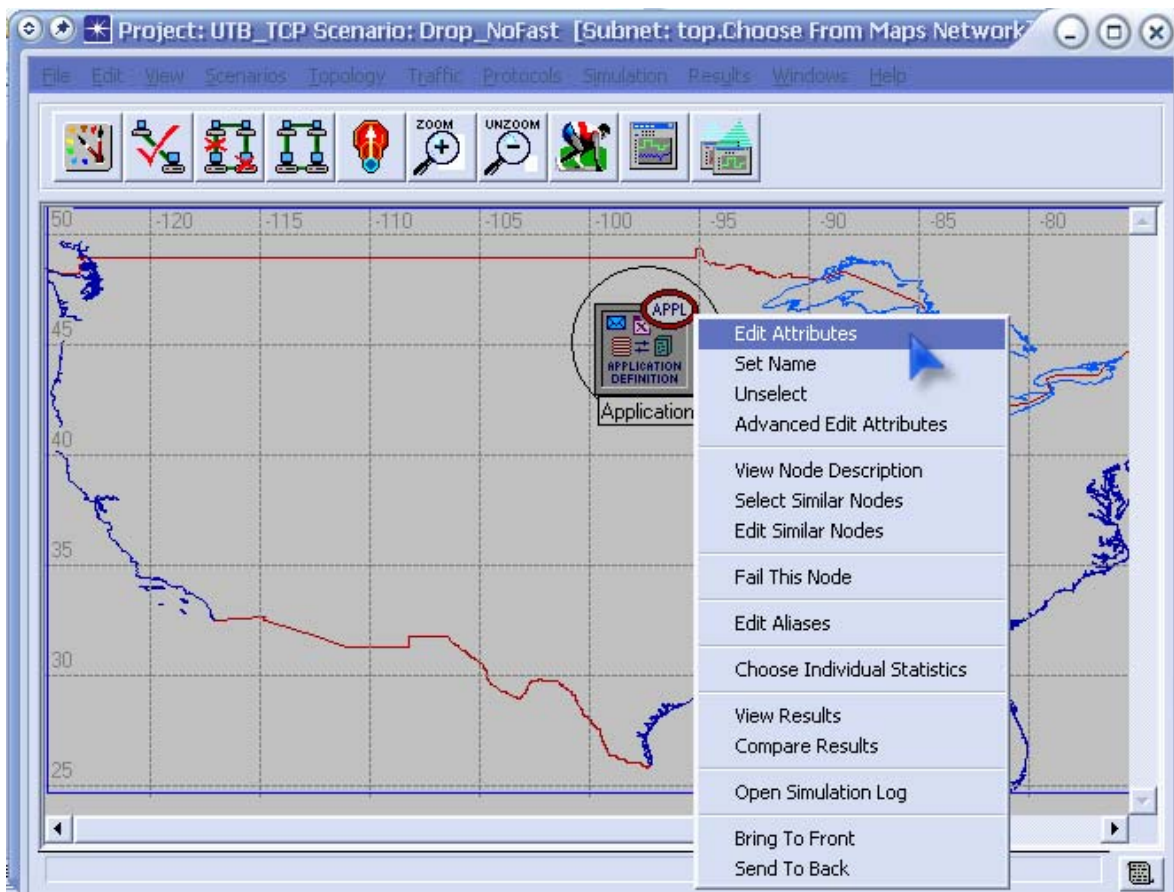 Project: UTB_TCP Scenario: Drop_NoFast [Subnet: top.Choose From Maps Network
File Edit View Scenarios Topology Traffic Protocols Simulation Results Windows Help
ZOOM UNZOOM
50 -120 -115 -110 -105 -100 -95 -90 -85 -80
45
40
35
30
25
APPL
APPLICATION
DEFINITION
Application
Edit Attributes
Set Name
Unselect
Advanced Edit Attributes
View Node Description
Select Similar Nodes
Edit Similar Nodes
Fail This Node
Edit Aliases
Choose Individual Statistics
View Results
Compare Results
Open Simulation Log
Bring To Front
Send To Back